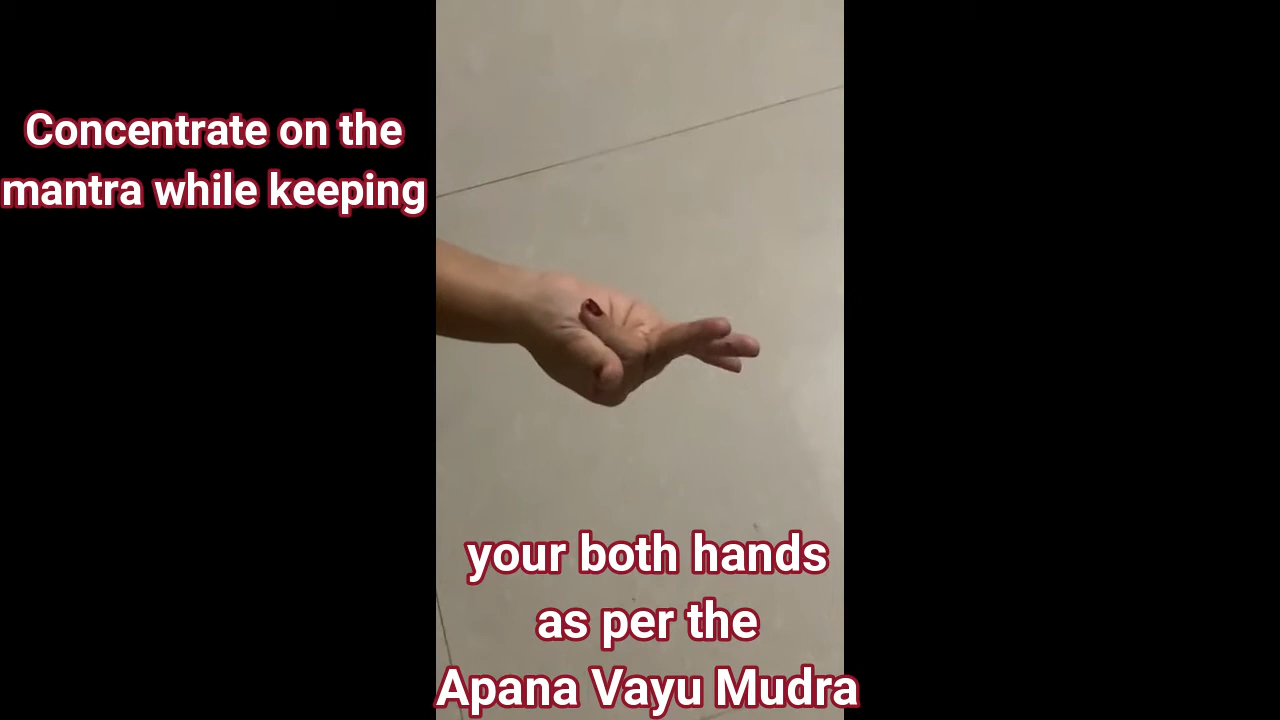 Concentrate on the
mantra while keeping
your both hands
as per the
Apana Vayu Mudra